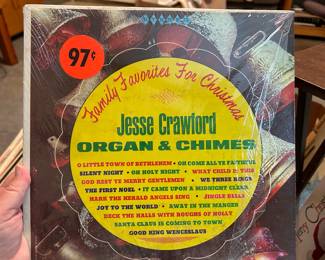 STEREO
97¢
Family Favorites For Christmas
Jesse Crawford
ORGAN & CHIMES
O LITTLE TOWN OF BETHLEHEM • OH COME ALL YE FAITHFUL
SILENT NIGHT • OH HOLY NIGHT • WHAT CHILD IS THIS
GOD REST YE MERRY GENTLEMEN • WE THREE KINGS
THE FIRST NOEL • IT CAME UPON A MIDNIGHT CLEAR
HARK THE HERALD ANGELS SING • JINGLE BELLS
JOY TO THE WORLD • AWAY IN THE MANGER
DECK THE HALLS WITH BOUGHS OF HOLLY
SANTA CLAUS IS COMING TO TOWN
GOOD KING WENCESLAUS